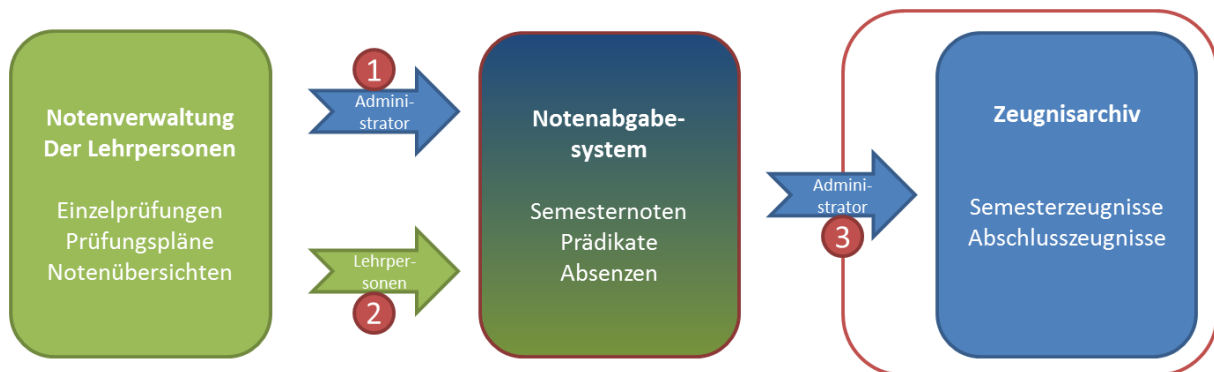 Notenverwaltung
Der Lehrpersonen
Einzelprüfungen
Prüfungspläne
Notenübersichten
1
Admini-
strator
Lehrper-
sonen
2
Notenabgabe-
system
Semesternoten
Prädikate
Absenzen
Admini-
strator
3
Zeugnisarchiv
Semesterzeugnisse
Abschlusszeugnisse